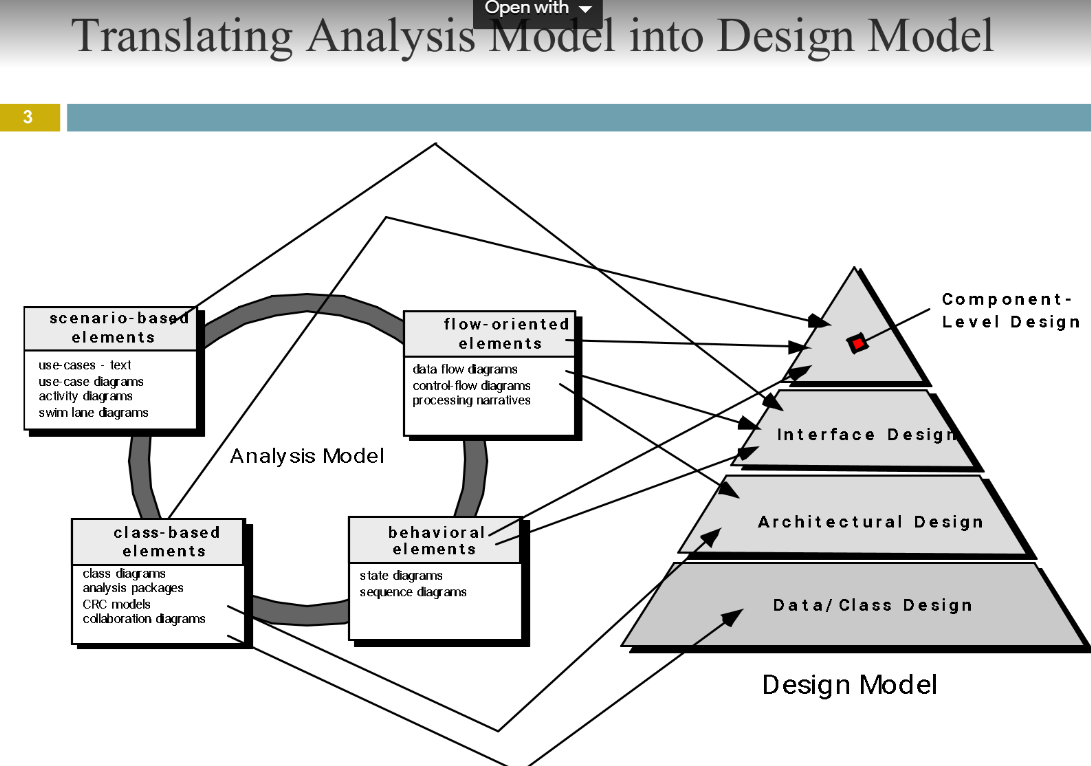 Open with
Translating Analysis Model into Design Model
3
scenario-based
elements
use-cases - text
use-case diagrams
activity diagrams
swim lane diagrams
flow-oriented
elements
data flow diagrams
control-flow diagrams
processing narratives
Analysis Model
class-based
elements
class diagrams
analysis packages
CRC models
collaboration diagrams
behavioral
elements
state diagrams
sequence diagrams
Component-
Level Design
Interface Design
Architectural Design
Data/Class Design
Design Model